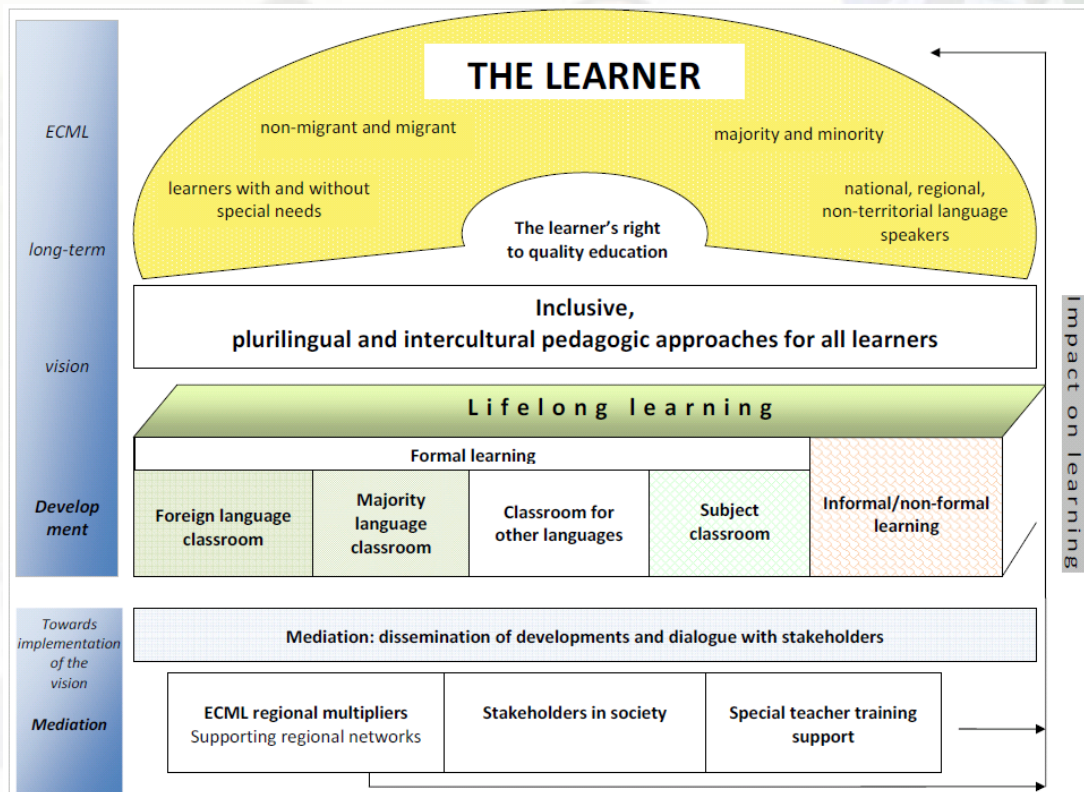 THE LEARNER
non-migrant and migrant
majority and minority
learners with and without
special needs
national, regional,
non-territorial language
speakers
The learner's right
to quality education
ECML
long-term
vision
Develop
ment
Inclusive,
plurilingual and intercultural pedagogic approaches for all learners
Lifelong learning
Formal learning
Foreign language
classroom
Majority
language
classroom
Classroom for
other languages
Subject
classroom
Informal/non-formal
learning
Impact on learning
Towards
implementation
of the
vision
Mediation
Mediation: dissemination of developments and dialogue with stakeholders
ECML regional multipliers
Supporting regional networks
Stakeholders in society
Special teacher training
support